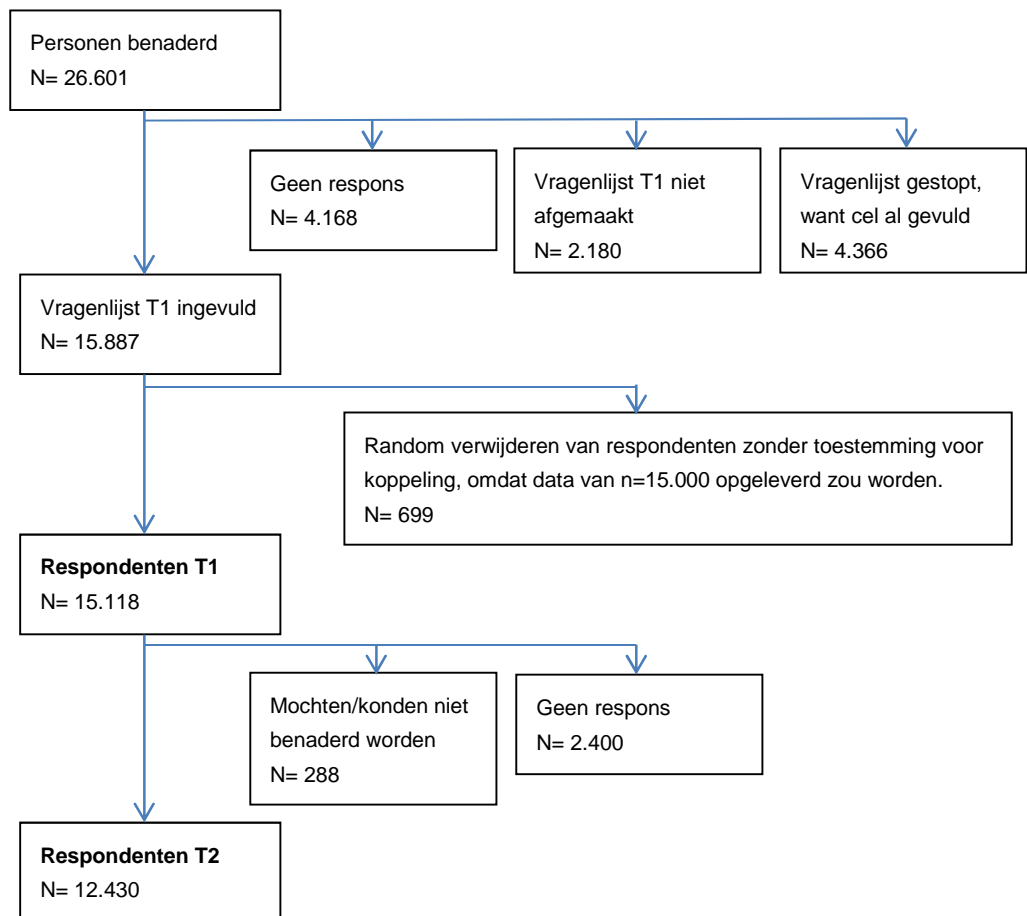 Personen benaderd
N= 26.601
Geen respons
N= 4.168
Vragenlijst T1 niet
afgemaakt
N= 2.180
Vragenlijst gestopt,
want cel al gevuld
N= 4.366
Vragenlijst T1 ingevuld
N= 15.887
Random verwijderen van respondenten zonder toestemming voor
koppeling, omdat data van n=15.000 opgeleverd zou worden.
N= 699
Respondenten T1
N= 15.118
Mochten/konden niet
benaderd worden
N= 288
Geen respons
N= 2.400
Respondenten T2
N= 12.430